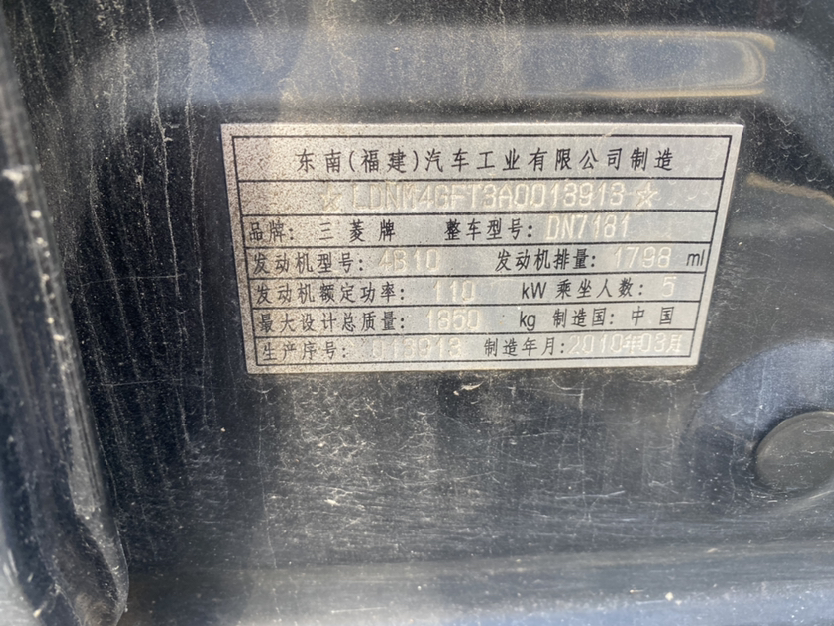 东南(福建)汽车工业有限公司制造
☆LDNM4GFT3A0013913☆
品牌: 三菱牌 整车型号: DN7181
发动机型号: 4B10 发动机排量: 1798 ml
发动机额定功率: 110 kW 乘坐人数: 5
最大设计总质量: 1850 kg 制造国: 中国
生产序号: 013913 制造年月: 2010年03月